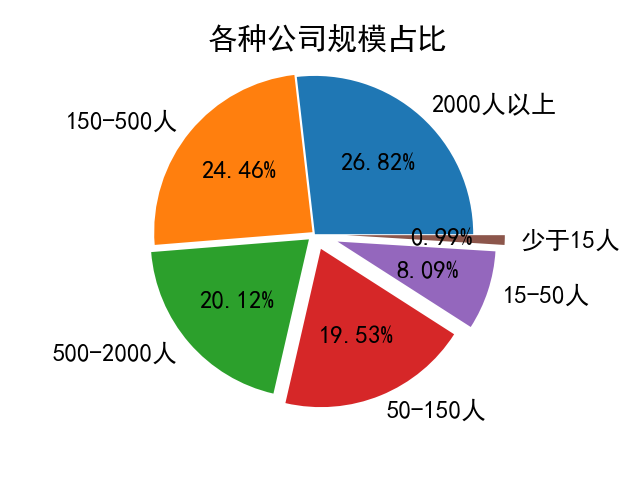 各种公司规模占比
2000人以上
150-500人
26.82%
24.46%
0.99%
少于15人
8.09%
15-50人
20.12%
19.53%
500-2000人
50-150人